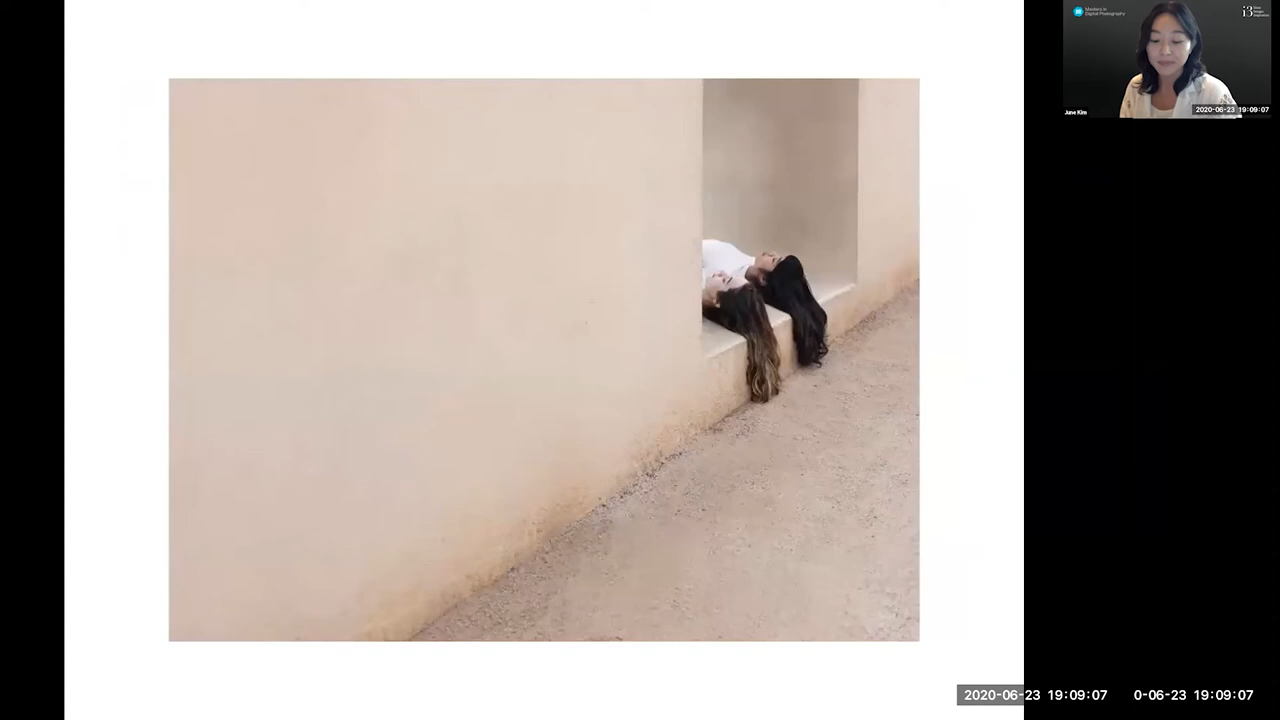 Masters in
Digital Photography
i3
2020-06-23 19:09:07
June Kim
2020-06-23 19:09:07
0-06-23 19:09:07